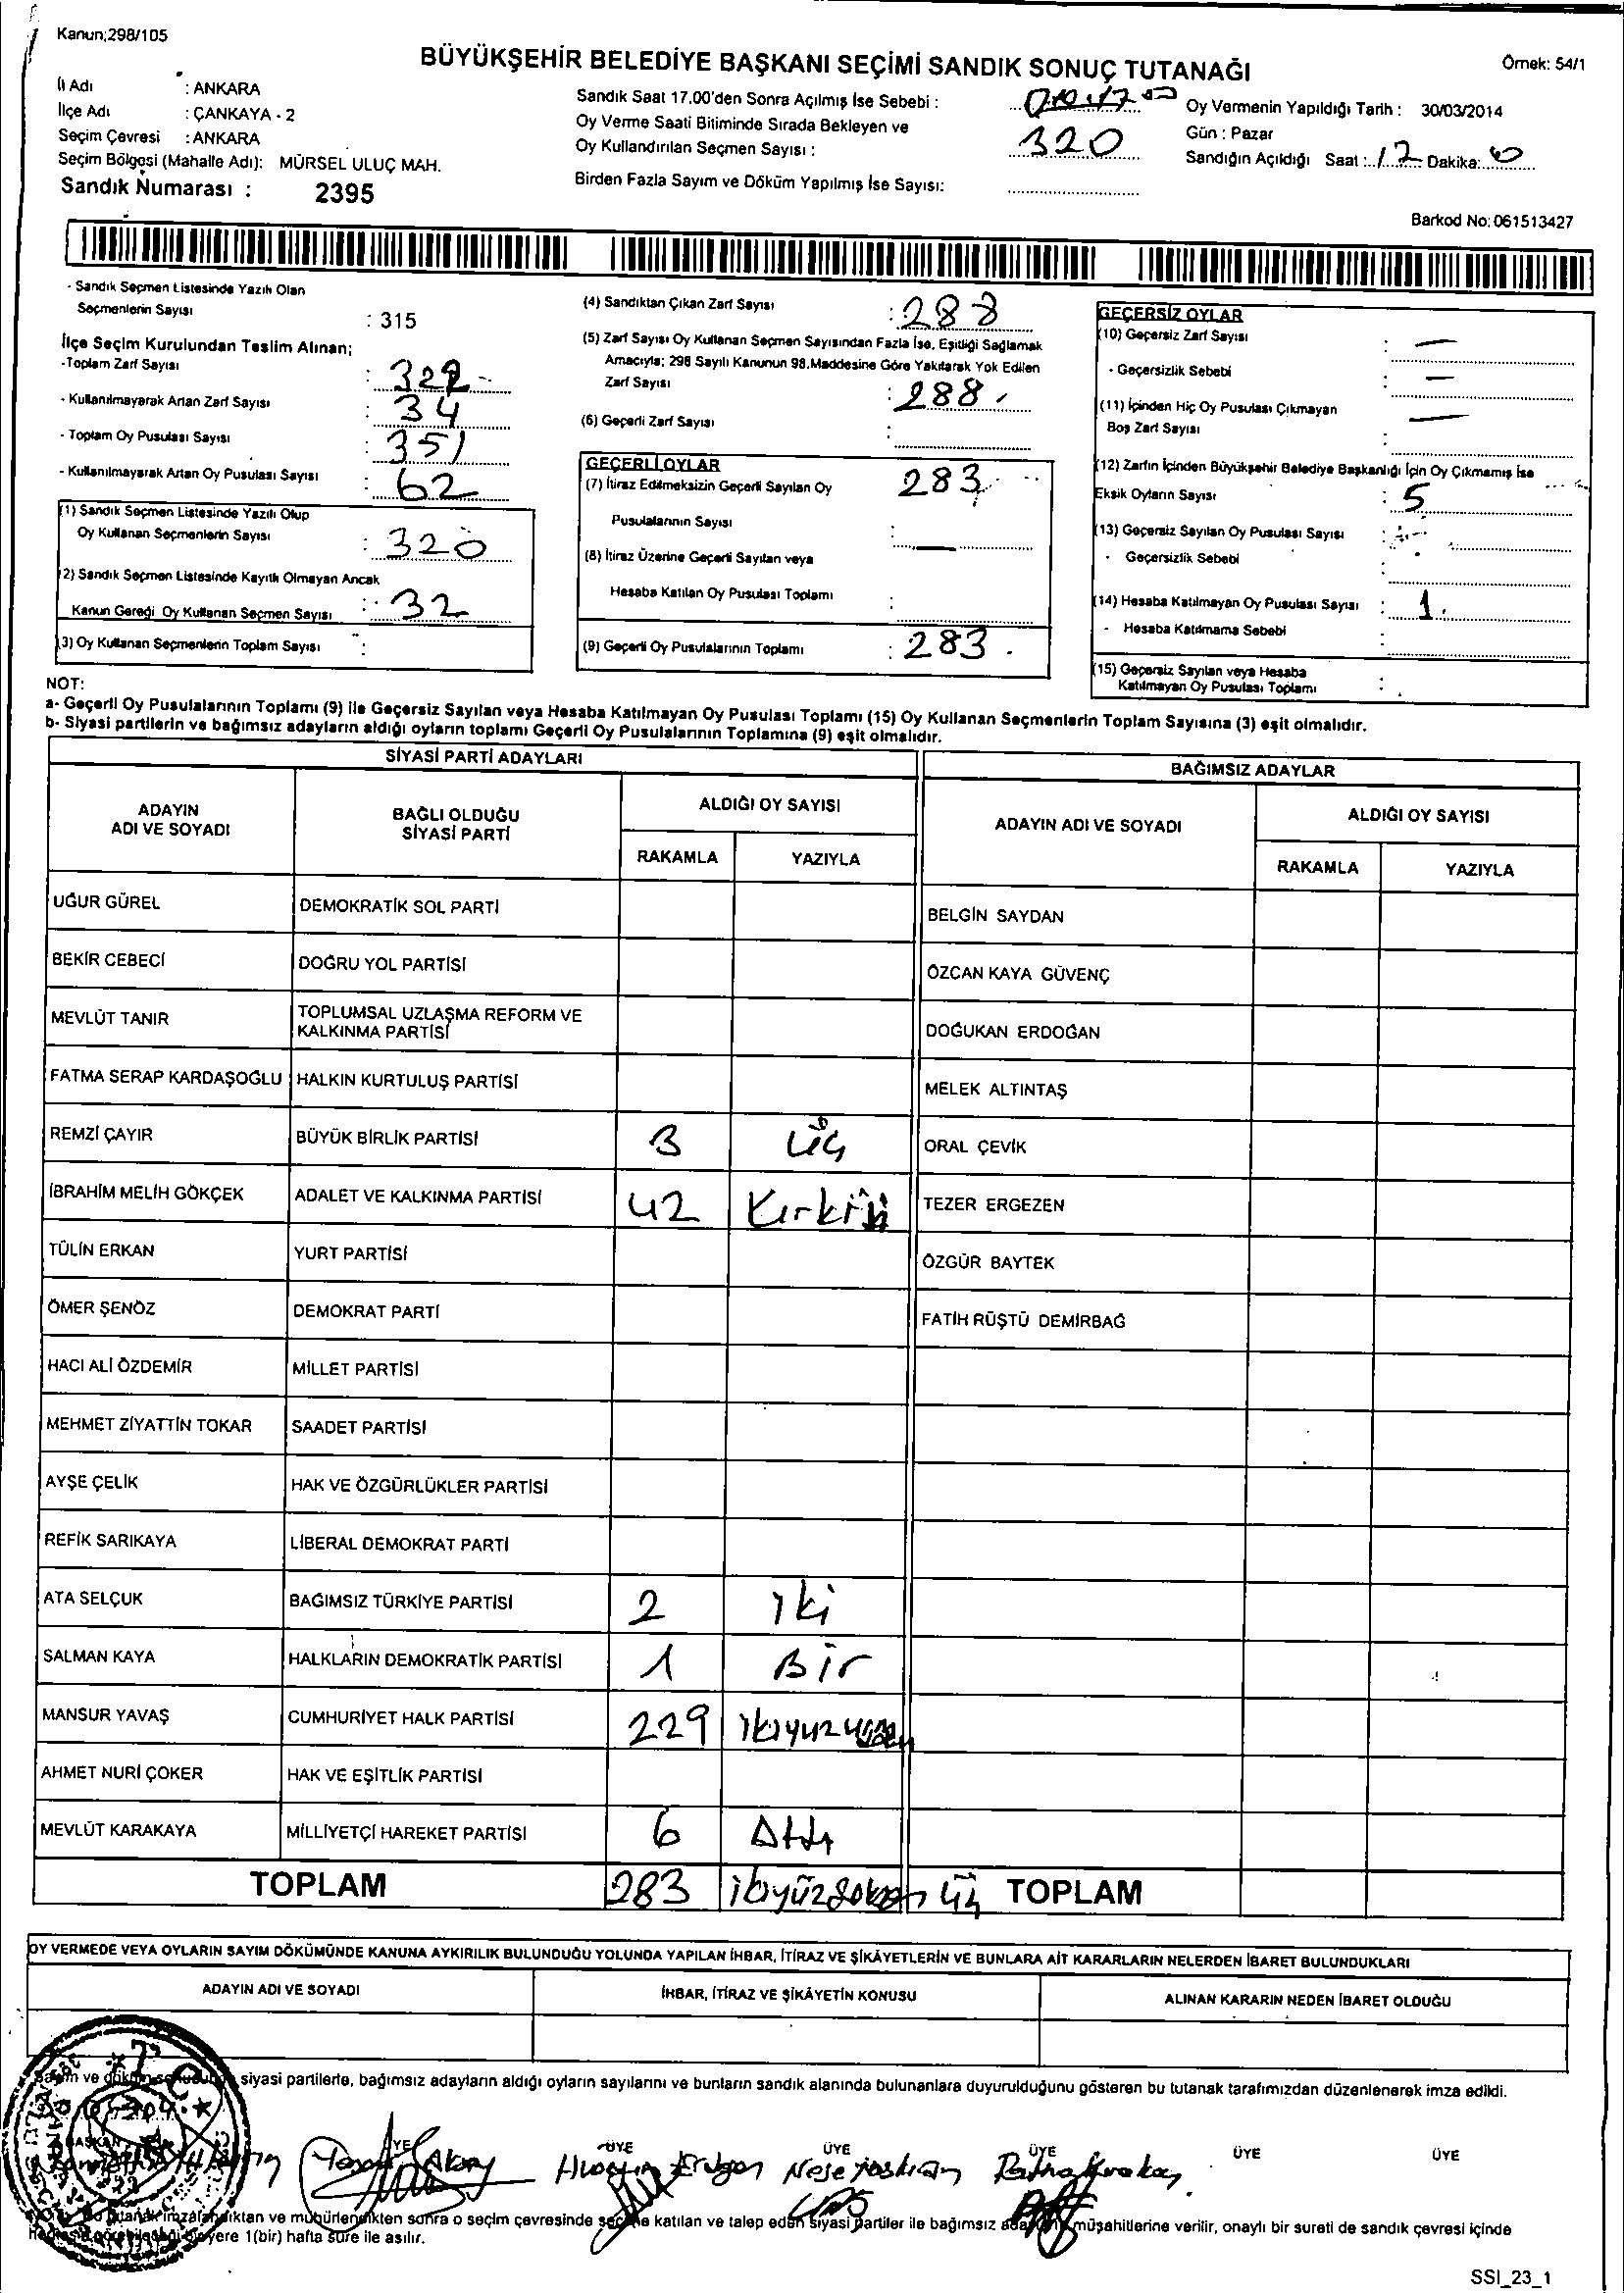 Kanun;298/105
BÜYÜKŞEHİR BELEDİYE BAŞKANI SEÇİMİ SANDIK SONUÇ TUTANAĞI
Örnek: 54/1
İl Adı : ANKARA
İlçe Adı : ÇANKAYA - 2
Seçim Çevresi : ANKARA
Seçim Bölgesi (Mahalle Adı): MÜRSEL ULUÇ MAH.
Sandık Numarası : 2395
Sandık Saat 17.00'den Sonra Açılmış İse Sebebi :
Oy Verme Saati Bitiminde Sırada Bekleyen ve
Oy Kullandırılan Seçmen Sayısı : 320
Birden Fazla Sayım ve Döküm Yapılmış İse Sayısı:
Oy Vermenin Yapıldığı Tarih : 30/03/2014
Gün : Pazar
Sandığın Açıldığı Saat : 17 Dakika:
Barkod No: 061513427
- Sandık Seçmen Listesinde Yazılı Olan
Seçmenlerin Sayısı : 315
İlçe Seçim Kurulundan Teslim Alınan;
-Toplam Zarf Sayısı : 322
- Kullanılmayarak Artan Zarf Sayısı : 34
- Toplam Oy Pusulası Sayısı : 351
- Kullanılmayarak Artan Oy Pusulası Sayısı : 62
(1) Sandık Seçmen Listesinde Yazılı Olup
Oy Kullanan Seçmenlerin Sayısı : 320
(2) Sandık Seçmen Listesinde Kayıtlı Olmayan Ancak
Kanun Gereği Oy Kullanan Seçmen Sayısı : 32
(3) Oy Kullanan Seçmenlerin Toplam Sayısı :
(4) Sandıktan Çıkan Zarf Sayısı : 288
(5) Zarf Sayısı Oy Kullanan Seçmen Sayısından Fazla İse, Eşitliği Sağlamak
Amacıyla; 298 Sayılı Kanunun 98.Maddesine Göre Yakılarak Yok Edilen
Zarf Sayısı : 288
(6) Geçerli Zarf Sayısı :
GEÇERLİ OYLAR
(7) İtiraz Edilmeksizin Geçerli Sayılan Oy 283
Pusulalarının Sayısı :
(8) İtiraz Üzerine Geçerli Sayılan veya —
Hesaba Katılan Oy Pusulası Toplamı :
(9) Geçerli Oy Pusulalarının Toplamı : 283
GEÇERSİZ OYLAR
(10) Geçersiz Zarf Sayısı : —
- Geçersizlik Sebebi : —
(11) İçinden Hiç Oy Pusulası Çıkmayan —
Boş Zarf Sayısı :
(12) Zarfın İçinden Büyükşehir Belediye Başkanlığı İçin Oy Çıkmamış İse
Eksik Oyların Sayısı : 5
(13) Geçersiz Sayılan Oy Pusulası Sayısı :
- Geçersizlik Sebebi :
(14) Hesaba Katılmayan Oy Pusulası Sayısı : 1
- Hesaba Katılmama Sebebi :
(15) Geçersiz Sayılan veya Hesaba
Katılmayan Oy Pusulası Toplamı :
NOT:
a- Geçerli Oy Pusulalarının Toplamı (9) ile Geçersiz Sayılan veya Hesaba Katılmayan Oy Pusulası Toplamı (15) Oy Kullanan Seçmenlerin Toplam Sayısına (3) eşit olmalıdır.
b- Siyasi partilerin ve bağımsız adayların aldığı oyların toplamı Geçerli Oy Pusulalarının Toplamına (9) eşit olmalıdır.
SİYASİ PARTİ ADAYLARI
ADAYIN ADI VE SOYADI
BAĞLI OLDUĞU SİYASİ PARTİ
ALDIĞI OY SAYISI
RAKAMLA YAZIYLA
UĞUR GÜREL DEMOKRATİK SOL PARTİ
BEKİR CEBECİ DOĞRU YOL PARTİSİ
MEVLÜT TANIR TOPLUMSAL UZLAŞMA REFORM VE KALKINMA PARTİSİ
FATMA SERAP KARDAŞOĞLU HALKIN KURTULUŞ PARTİSİ
REMZİ ÇAYIR BÜYÜK BİRLİK PARTİSİ 3 Üç
İBRAHİM MELİH GÖKÇEK ADALET VE KALKINMA PARTİSİ 42 Kırkiki
TÜLİN ERKAN YURT PARTİSİ
ÖMER ŞENÖZ DEMOKRAT PARTİ
HACI ALİ ÖZDEMİR MİLLET PARTİSİ
MEHMET ZİYATTİN TOKAR SAADET PARTİSİ
AYŞE ÇELİK HAK VE ÖZGÜRLÜKLER PARTİSİ
REFİK SARIKAYA LİBERAL DEMOKRAT PARTİ
ATA SELÇUK BAĞIMSIZ TÜRKİYE PARTİSİ 2 iki
SALMAN KAYA HALKLARIN DEMOKRATİK PARTİSİ 1 Bir
MANSUR YAVAŞ CUMHURİYET HALK PARTİSİ 229
AHMET NURİ ÇOKER HAK VE EŞİTLİK PARTİSİ
MEVLÜT KARAKAYA MİLLİYETÇİ HAREKET PARTİSİ 6 Altı
TOPLAM 283 ikiyüzseksen üç
BAĞIMSIZ ADAYLAR
ADAYIN ADI VE SOYADI
ALDIĞI OY SAYISI
RAKAMLA YAZIYLA
BELGİN SAYDAN
ÖZCAN KAYA GÜVENÇ
DOĞUKAN ERDOĞAN
MELEK ALTINTAŞ
ORAL ÇEVİK
TEZER ERGEZEN
ÖZGÜR BAYTEK
FATİH RÜŞTÜ DEMİRBAĞ
TOPLAM
OY VERMEDE VEYA OYLARIN SAYIM DÖKÜMÜNDE KANUNA AYKIRILIK BULUNDUĞU YOLUNDA YAPILAN İHBAR, İTİRAZ VE ŞİKÂYETLERİN VE BUNLARA AİT KARARLARIN NELERDEN İBARET BULUNDUKLARI
ADAYIN ADI VE SOYADI
İHBAR, İTİRAZ VE ŞİKÂYETİN KONUSU
ALINAN KARARIN NEDEN İBARET OLDUĞU
Sayım ve döküm sonucunda siyasi partilerle, bağımsız adayların aldığı oyların sayılarını ve bunların sandık alanında bulunanlara duyurulduğunu gösteren bu tutanak tarafımızdan düzenlenerek imza edildi.
BAŞKAN ÜYE ÜYE ÜYE ÜYE ÜYE ÜYE
Hüseyin Erdogan
Bu tutanak imzalandıktan ve mühürlendikten sonra o seçim çevresinde seçime katılan ve talep eden siyasi partiler ile bağımsız adayların müşahitlerine verilir, onaylı bir sureti de sandık çevresi içinde
herkesin görebileceği bir yere 1(bir) hafta süre ile asılır.
SSI_23_1